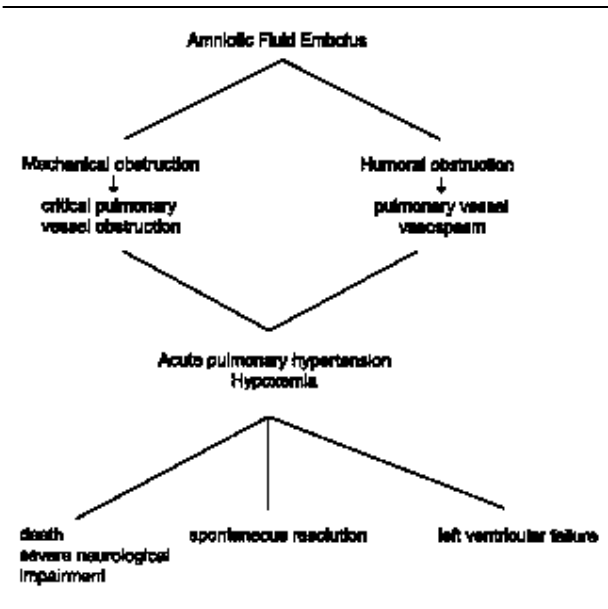 Amniotic Fluid Embolus
Mechanical obstruction
Humoral obstruction
critical pulmonary
vessel obstruction
pulmonary vessel
vasospasm
Acute pulmonary hypertension
Hypoxemia
death
severe neurological
impairment
spontaneous resolution
left ventricular failure